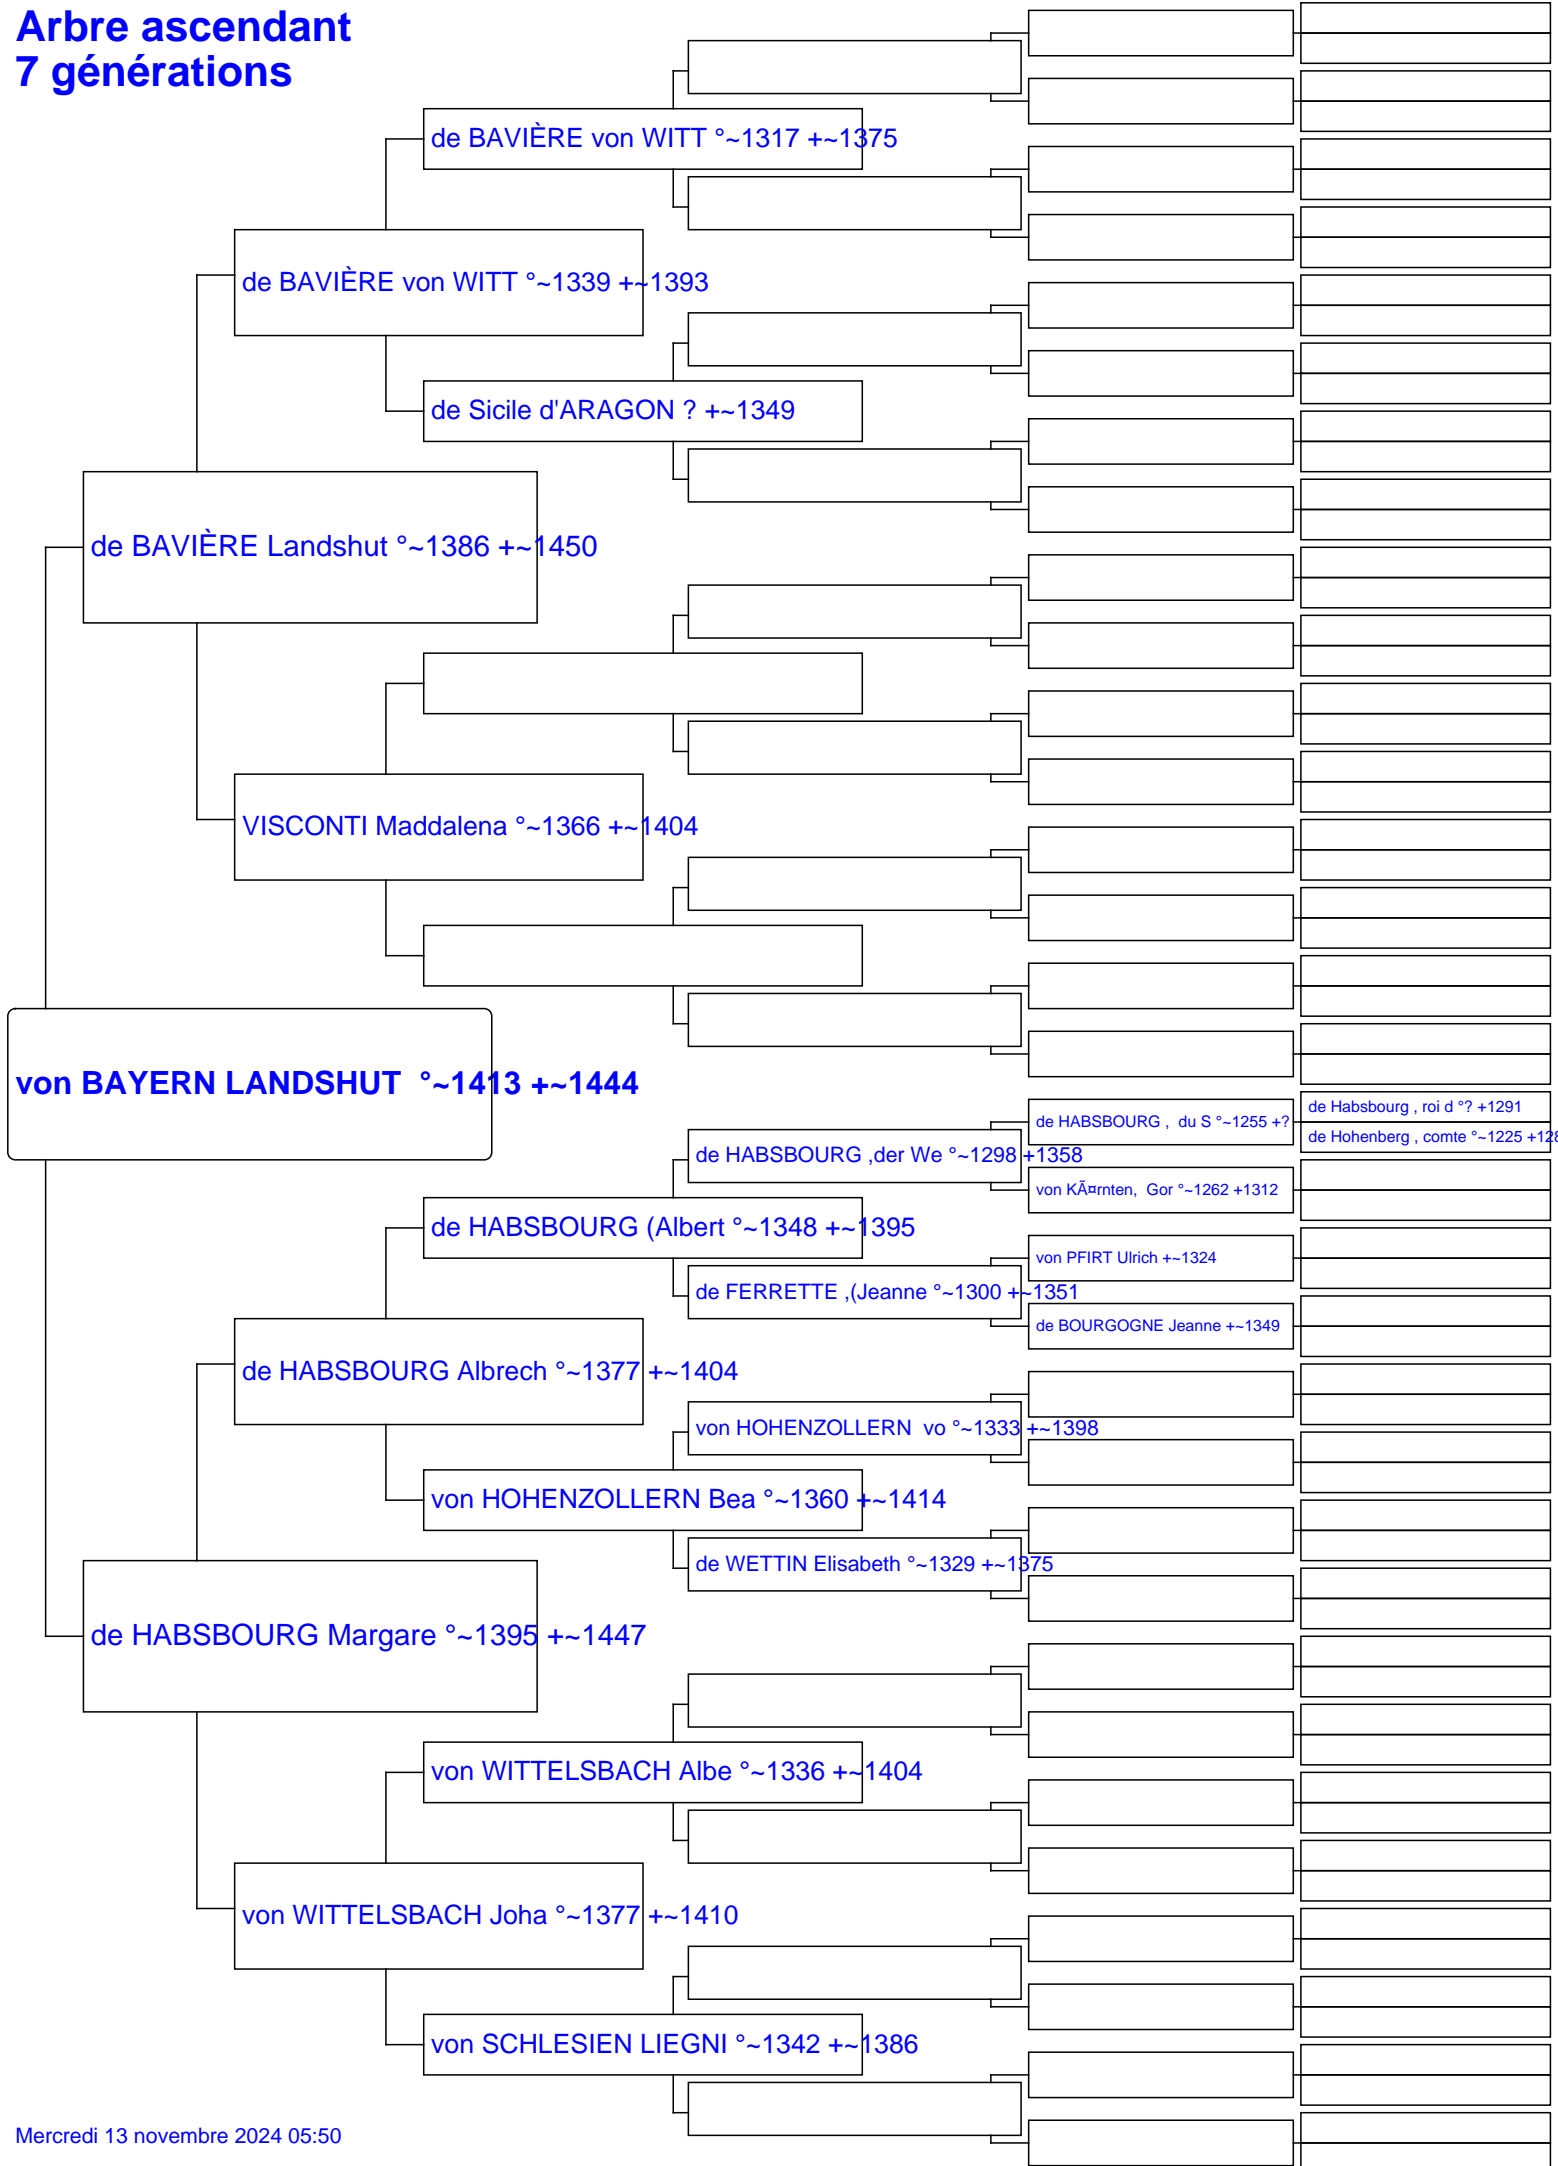 Arbre ascendant
7 générations
de BAVIÈRE von WITT °~1317 +~1375
de BAVIÈRE von WITT °~1339 +~1393
de Sicile d'ARAGON ? +~1349
de BAVIÈRE Landshut °~1386 +~1450
VISCONTI Maddalena °~1366 +~1404
von BAYERN LANDSHUT  °~1413 +~1444
de HABSBOURG ,  du S °~1255 +?
de Habsbourg , roi d °? +1291
de Hohenberg , comte °~1225 +128
de HABSBOURG ,der We °~1298 +1358
von KÃ¤rnten,  Gor °~1262 +1312
de HABSBOURG (Albert °~1348 +~1395
von PFIRT Ulrich +~1324
de FERRETTE ,(Jeanne °~1300 +~1351
de BOURGOGNE Jeanne +~1349
de HABSBOURG Albrech °~1377 +~1404
von HOHENZOLLERN  vo °~1333 +~1398
von HOHENZOLLERN Bea °~1360 +~1414
de WETTIN Elisabeth °~1329 +~1375
de HABSBOURG Margare °~1395 +~1447
von WITTELSBACH Albe °~1336 +~1404
von WITTELSBACH Joha °~1377 +~1410
von SCHLESIEN LIEGNI °~1342 +~1386
Mercredi 13 novembre 2024 05:50